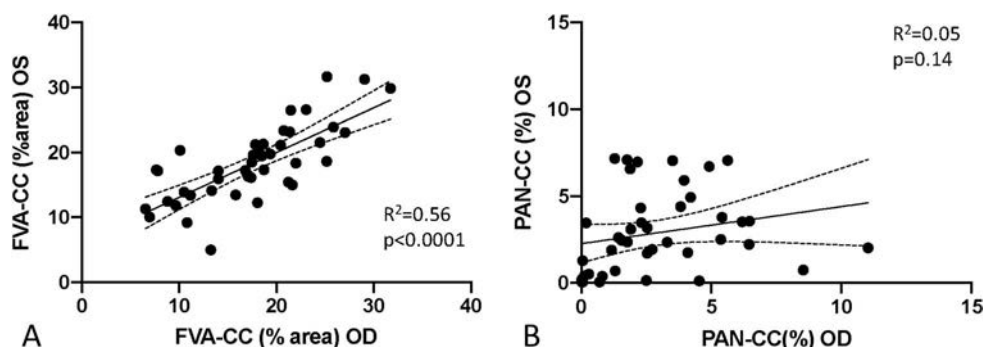 40
30
20
10
0
FVA-CC (%area) OS
0
10
20
30
40
FVA-CC (% area) OD
R²=0.56
p<0.0001
A
15
10
5
0
PAN-CC (%) OS
0
5
10
15
PAN-CC(%) OD
R²=0.05
p=0.14
B